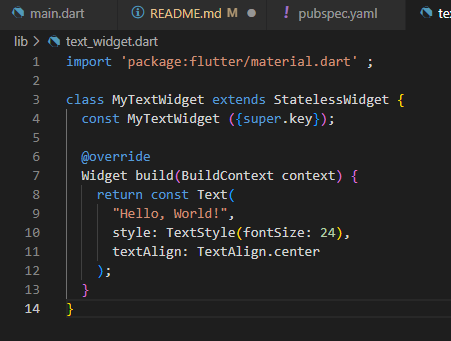 main.dart README.md M pubspec.yaml
lib > text_widget.dart
1 import 'package:flutter/material.dart' ;
2
3 class MyTextWidget extends StatelessWidget {
4 const MyTextWidget ({super.key});
5
6 @override
7 Widget build(BuildContext context) {
8 return const Text(
9 "Hello, World!",
10 style: TextStyle(fontSize: 24),
11 textAlign: TextAlign.center
12 );
13 }
14 }